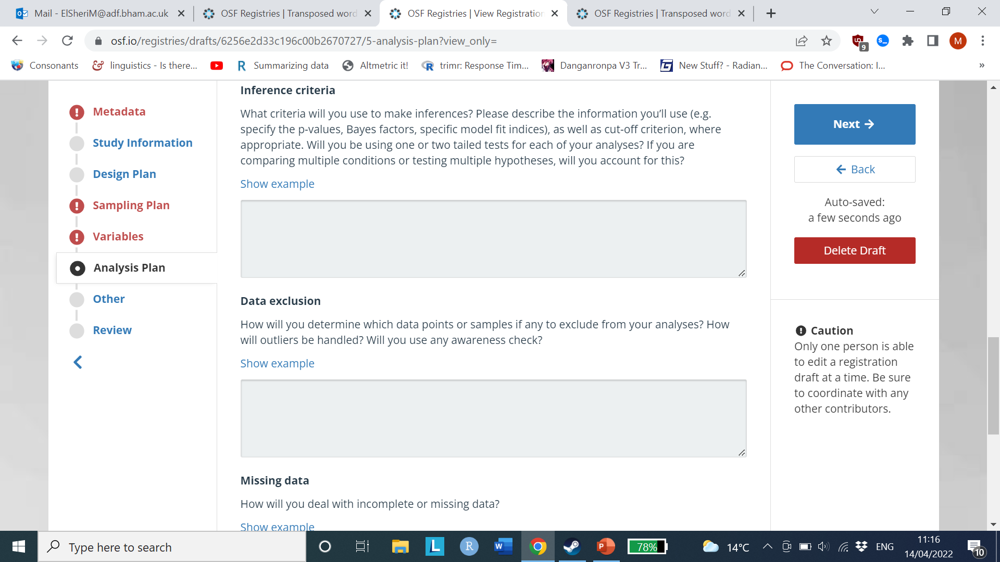 Mail - ElSheriM@adf.bham.ac.uk
OSF Registries | Transposed word
OSF Registries | View Registration
OSF Registries | Transposed word
osf.io/registries/drafts/6256e2d33c196c00b2670727/5-analysis-plan?view_only=
9
M
Consonants
linguistics - Is there...
R Summarizing data
Altmetric it!
trimr: Response Tim...
Danganronpa V3 Tr...
New Stuff? - Radian...
The Conversation: I...
»
Metadata
Study Information
Design Plan
Sampling Plan
Variables
Analysis Plan
Other
Review
Inference criteria
What criteria will you use to make inferences? Please describe the information you’ll use (e.g.
specify the p-values, Bayes factors, specific model fit indices), as well as cut-off criterion, where
appropriate. Will you be using one or two tailed tests for each of your analyses? If you are
comparing multiple conditions or testing multiple hypotheses, will you account for this?
Show example
Data exclusion
How will you determine which data points or samples if any to exclude from your analyses? How
will outliers be handled? Will you use any awareness check?
Show example
Missing data
How will you deal with incomplete or missing data?
Show example
Next →
← Back
Auto-saved:
a few seconds ago
Delete Draft
Caution
Only one person is able
to edit a registration
draft at a time. Be sure
to coordinate with any
other contributors.
Type here to search
L
R
W
P
78%
14°C
ENG
11:16
14/04/2022
10